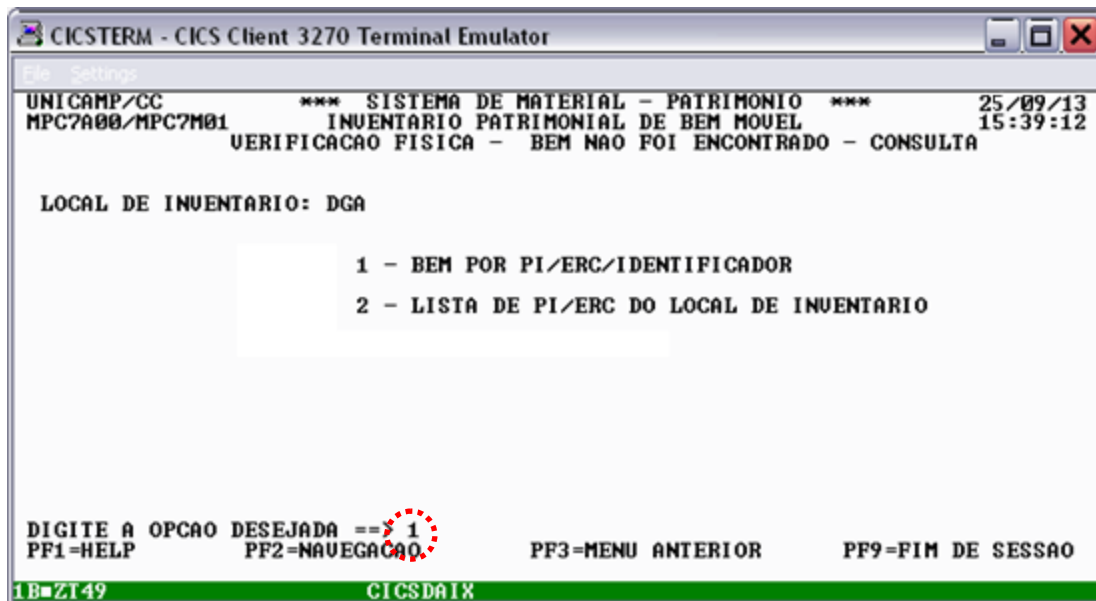 CICSTERM - CICS Client 3270 Terminal Emulator
File Settings
UNICAMP/CC *** SISTEMA DE MATERIAL - PATRIMONIO *** 25/09/13
MPC7A00/MPC7M01 INVENTARIO PATRIMONIAL DE BEM MOVEL 15:39:12
VERIFICACAO FISICA - BEM NAO FOI ENCONTRADO - CONSULTA
LOCAL DE INVENTARIO: DGA
1 - BEM POR PI/ERC/IDENTIFICADOR
2 - LISTA DE PI/ERC DO LOCAL DE INVENTARIO
DIGITE A OPCAO DESEJADA ==> 1
PF1=HELP PF2=NAVEGACAO PF3=MENU ANTERIOR PF9=FIM DE SESSAO
1B■ZT49 CICSDAIX